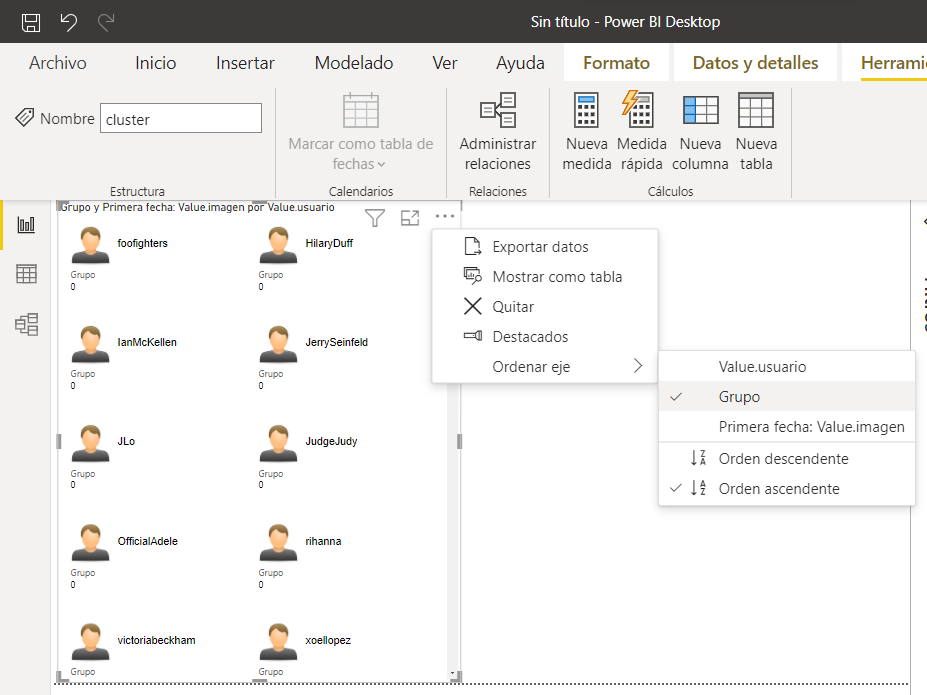 Sin título - Power BI Desktop
Archivo Inicio Insertar Modelado Ver Ayuda Formato Datos y detalles Herrami
Nombre cluster
Marcar como tabla de
fechas
Administrar
relaciones
Nueva
medida
Medida
rápida
Nueva
columna
Nueva
tabla
Estructura Calendarios Relaciones Cálculos
Grupo y Primera fecha: Value.imagen por Value.usuario
foofighters HilaryDuff
Grupo Grupo
0 0
IanMcKellen JerrySeinfeld
Grupo Grupo
0 0
JLo JudgeJudy
Grupo Grupo
0 0
OfficialAdele rihanna
Grupo Grupo
0 0
victoriabeckham xoellopez
Grupo Grupo
Exportar datos
Mostrar como tabla
Quitar
Destacados
Ordenar eje
Value.usuario
Grupo
Primera fecha: Value.imagen
Orden descendente
Orden ascendente